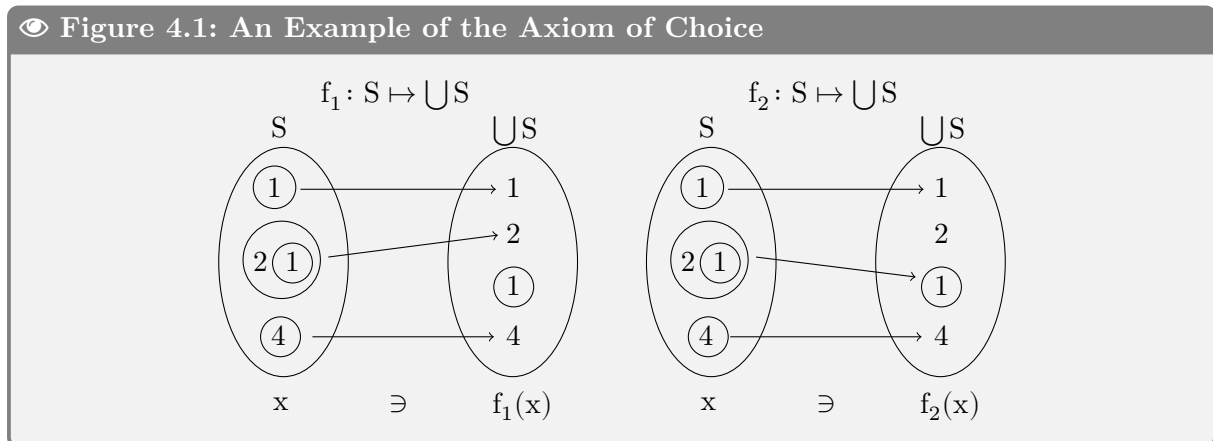 Figure 4.1: An Example of the Axiom of Choice
f₁: S ↦ ⋃ S
S
⋃ S
1
1
2
2 1
1
4
4
x ∋ f₁(x)
f₂: S ↦ ⋃ S
S
⋃ S
1
1
2
2 1
1
4
4
x ∋ f₂(x)